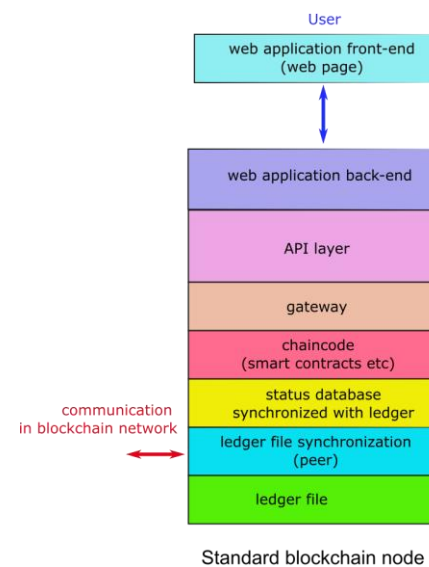 User
web application front-end
(web page)
web application back-end
API layer
gateway
chaincode
(smart contracts etc)
status database
synchronized with ledger
communication
in blockchain network
ledger file synchronization
(peer)
ledger file
Standard blockchain node